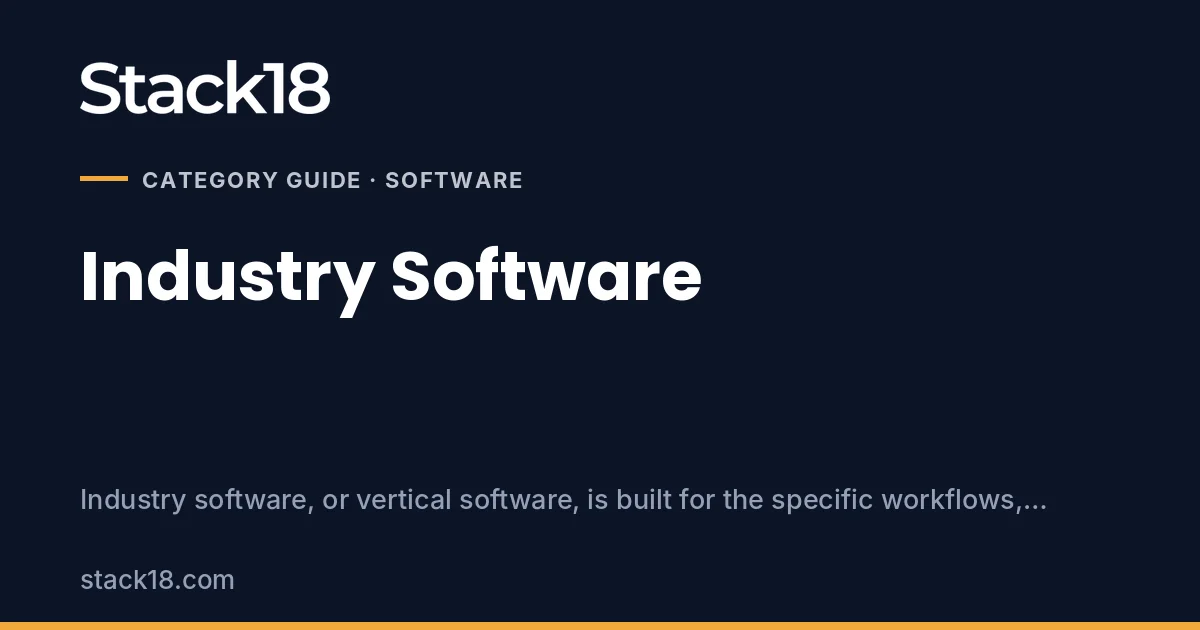 Stack18
CATEGORY GUIDE · SOFTWARE
Industry Software
Industry software, or vertical software, is built for the specific workflows,...
stack18.com